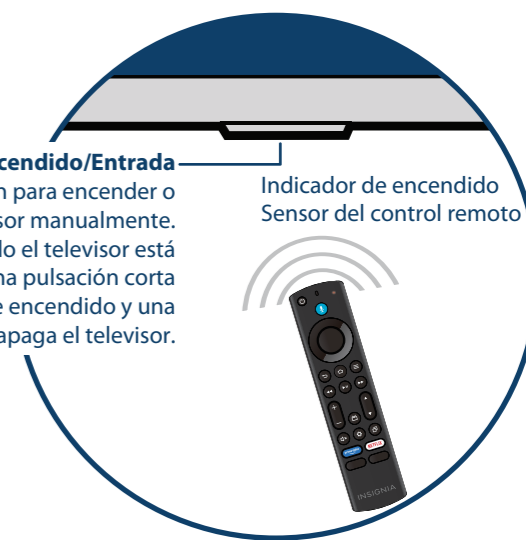 cendido/Entrada
n para encender o
sor manualmente.
do el televisor está
na pulsación corta
e encendido y una
apaga el televisor.
Indicador de encendido
Sensor del control remoto
NETFLIX
INSIGNIA